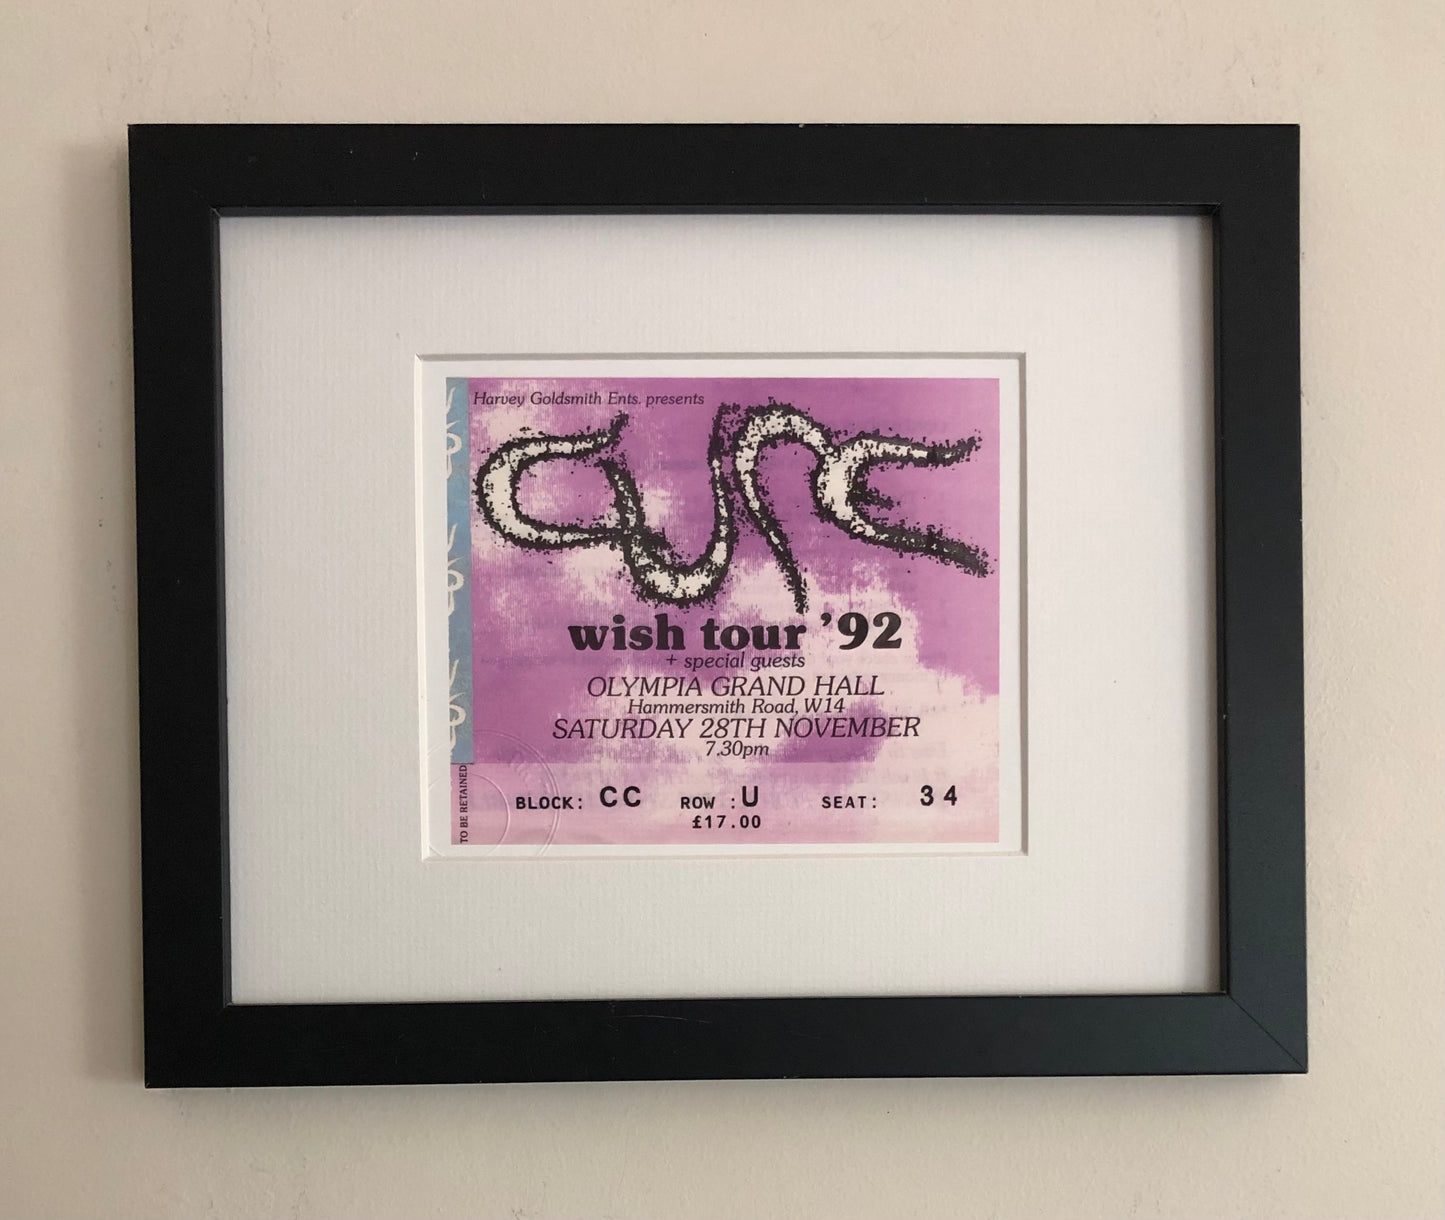 Harvey Goldsmith Ents. presents
CURE
wish tour '92
+ special guests
OLYMPIA GRAND HALL
Hammersmith Road, W14
SATURDAY 28TH NOVEMBER
7.30pm
BLOCK: CC ROW :U SEAT: 34
£17.00
TO BE RETAINED